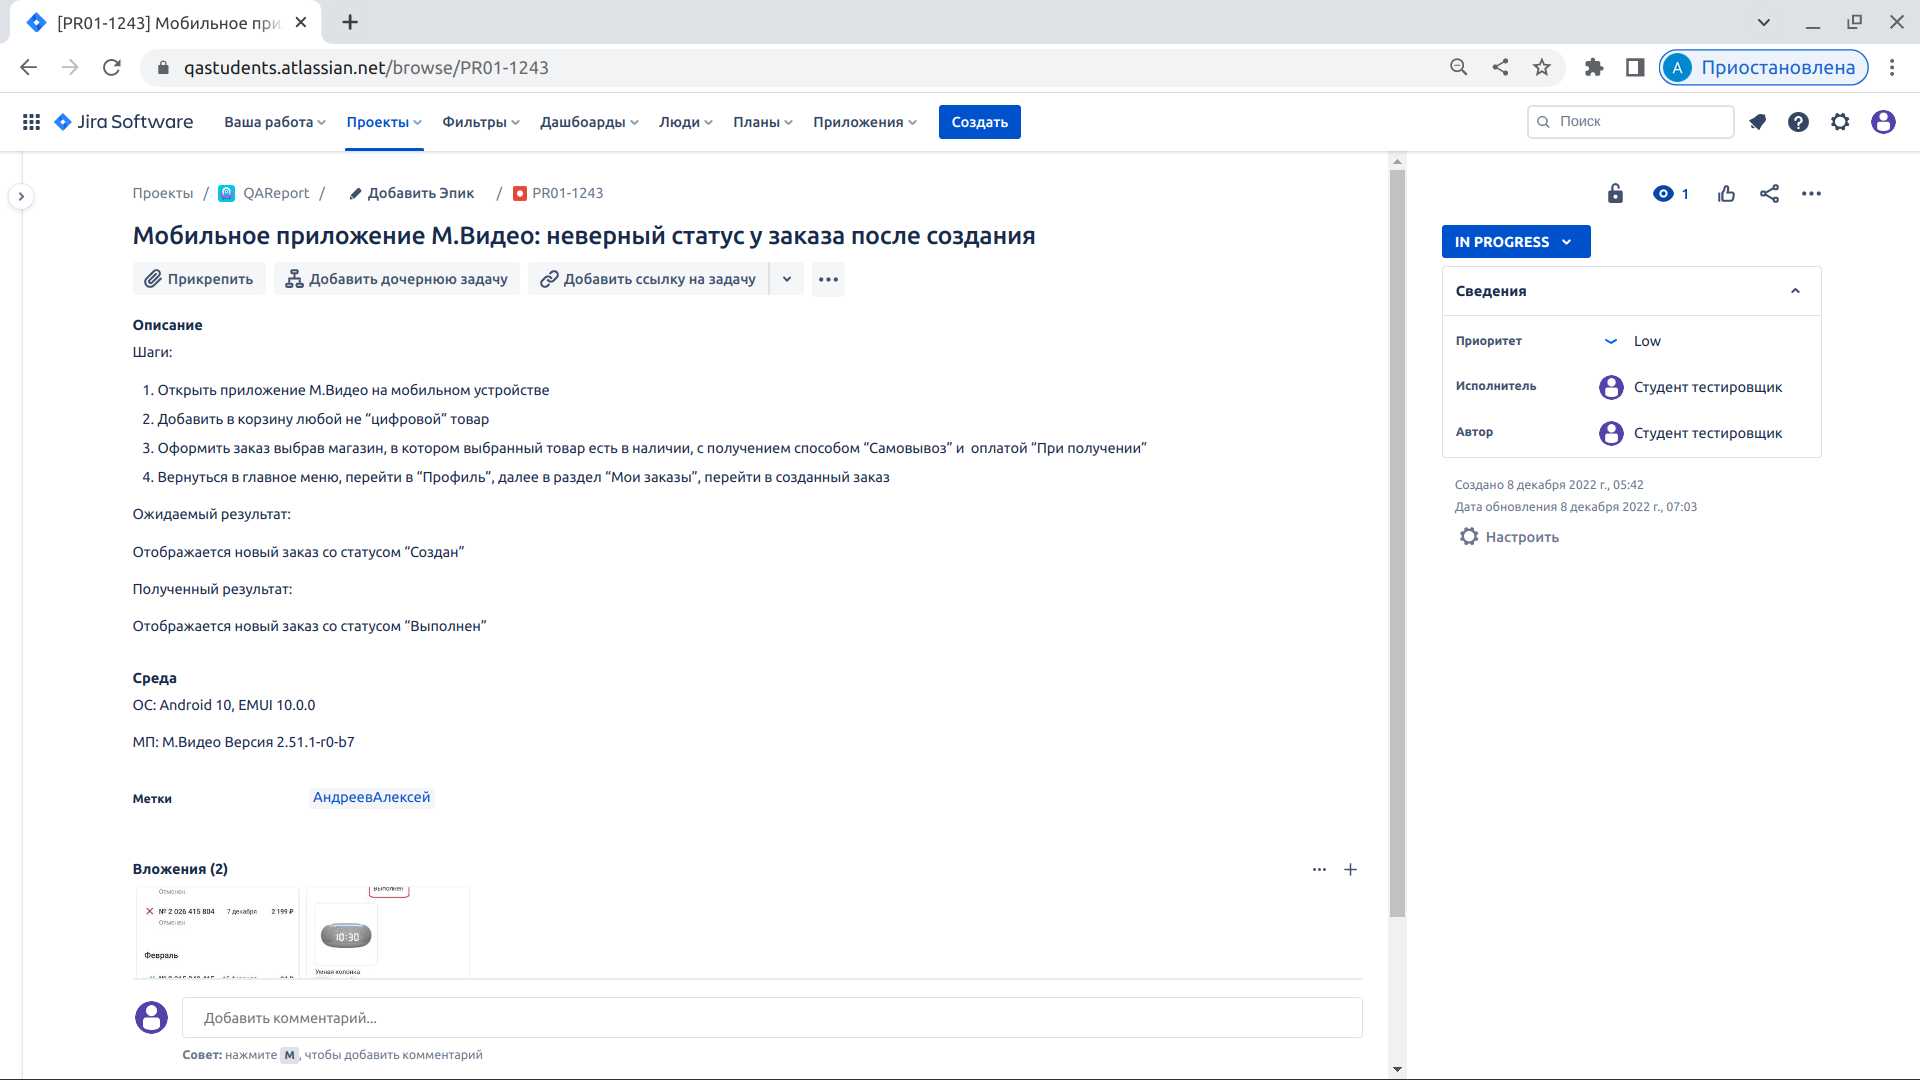 [PR01-1243] Мобильное при
qastudents.atlassian.net/browse/PR01-1243
А Приостановлена
Jira Software Ваша работа Проекты Фильтры Дашбоарды Люди Планы Приложения Создать Поиск
Проекты / QAReport / Добавить Эпик / PR01-1243
1
Мобильное приложение М.Видео: неверный статус у заказа после создания
Прикрепить Добавить дочернюю задачу Добавить ссылку на задачу
Описание
Шаги:
1. Открыть приложение М.Видео на мобильном устройстве
2. Добавить в корзину любой не “цифровой” товар
3. Оформить заказ выбрав магазин, в котором выбранный товар есть в наличии, с получением способом “Самовывоз” и оплатой “При получении”
4. Вернуться в главное меню, перейти в “Профиль”, далее в раздел “Мои заказы”, перейти в созданный заказ
Ожидаемый результат:
Отображается новый заказ со статусом “Создан”
Полученный результат:
Отображается новый заказ со статусом “Выполнен”
Среда
ОС: Android 10, EMUI 10.0.0
МП: М.Видео Версия 2.51.1-r0-b7
Метки АндреевАлексей
Вложения (2)
Отменен
№ 2 026 415 804 7 декабря 2 199 ₽
Отменен
Февраль
Выполнен
10:30
Умная колонка
Добавить комментарий...
Совет: нажмите M, чтобы добавить комментарий
IN PROGRESS
Сведения
Приоритет Low
Исполнитель Студент тестировщик
Автор Студент тестировщик
Создано 8 декабря 2022 г., 05:42
Дата обновления 8 декабря 2022 г., 07:03
Настроить